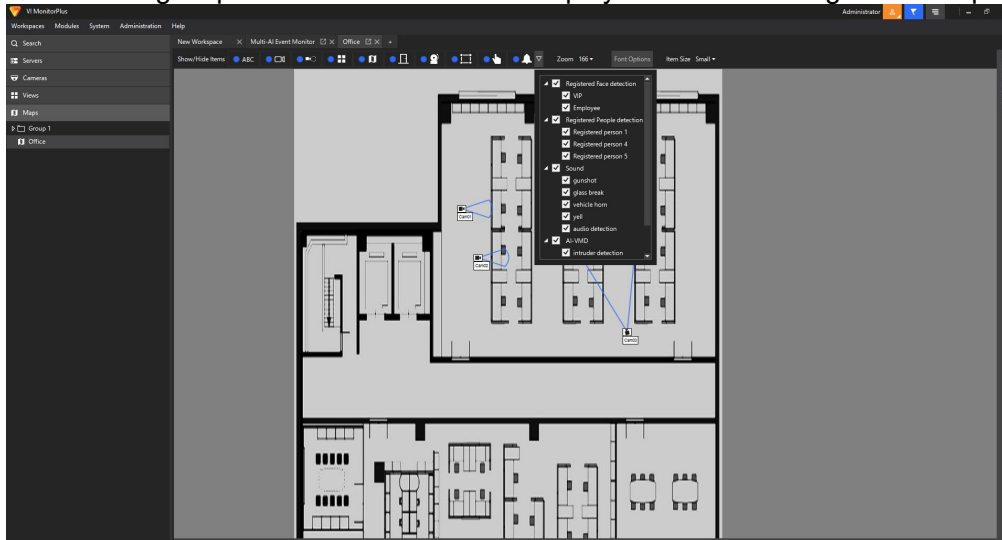 VI MonitorPlus
Administrator
Workspaces Modules System Administration Help
Search
New Workspace Multi-AI Event Monitor Office +
Servers
Show/Hide Items ABC Zoom 166 Font Options Item Size Small
Cameras
Views
Maps
Group 1
Office
Registered Face detection
VIP
Employee
Registered People detection
Registered person 1
Registered person 4
Registered person 5
Sound
gunshot
glass break
vehicle horn
yell
audio detection
AI-VMD
intruder detection
Cam01
Cam02
Cam03